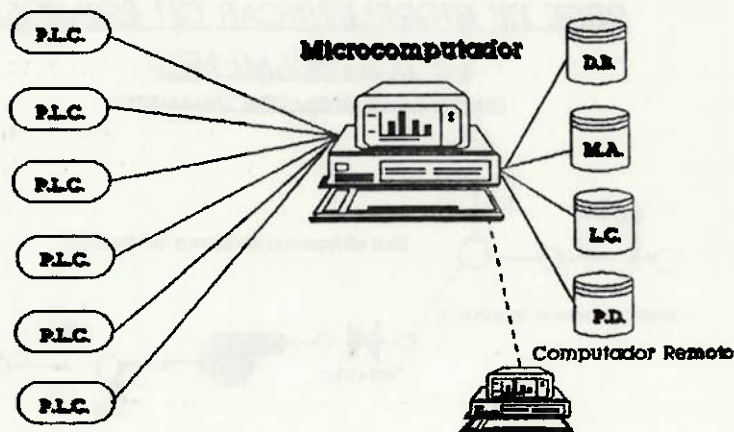 Microcomputador
P.L.C.
P.L.C.
P.L.C.
P.L.C.
P.L.C.
P.L.C.
D.B.
M.A.
L.C.
P.D.
Computador Remoto